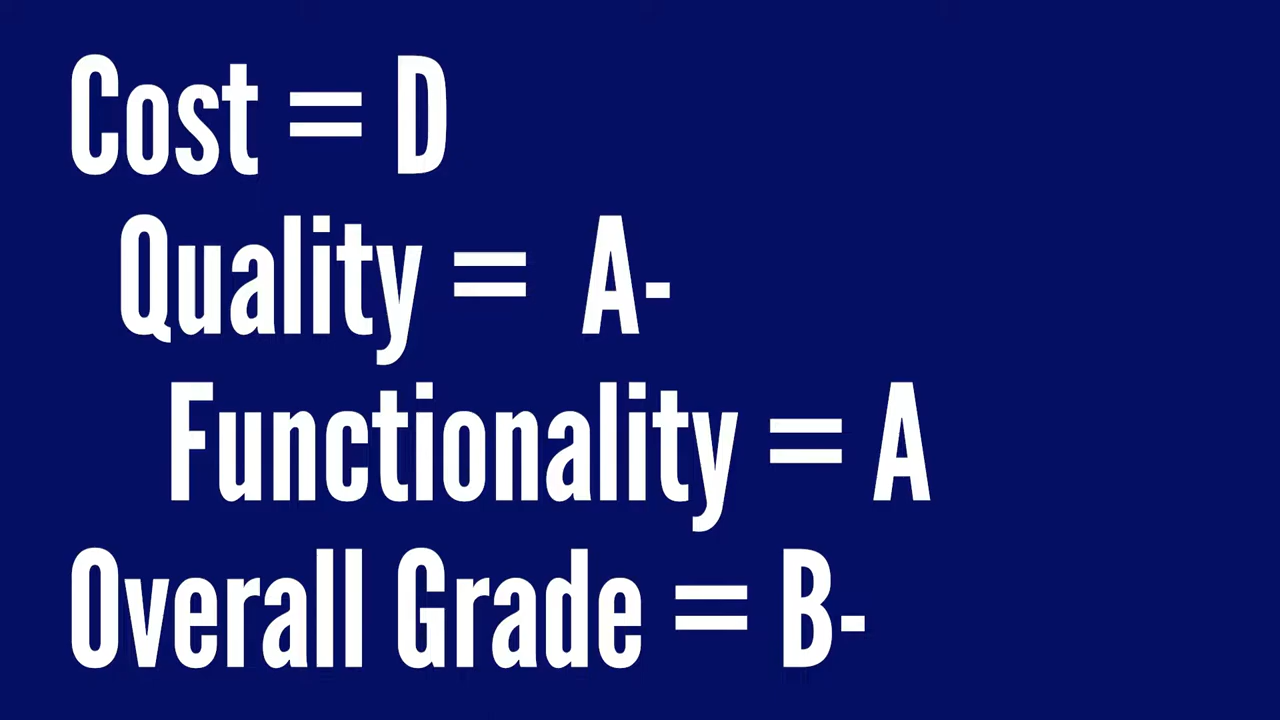 Cost = D
Quality = A-
Functionality = A
Overall Grade = B-